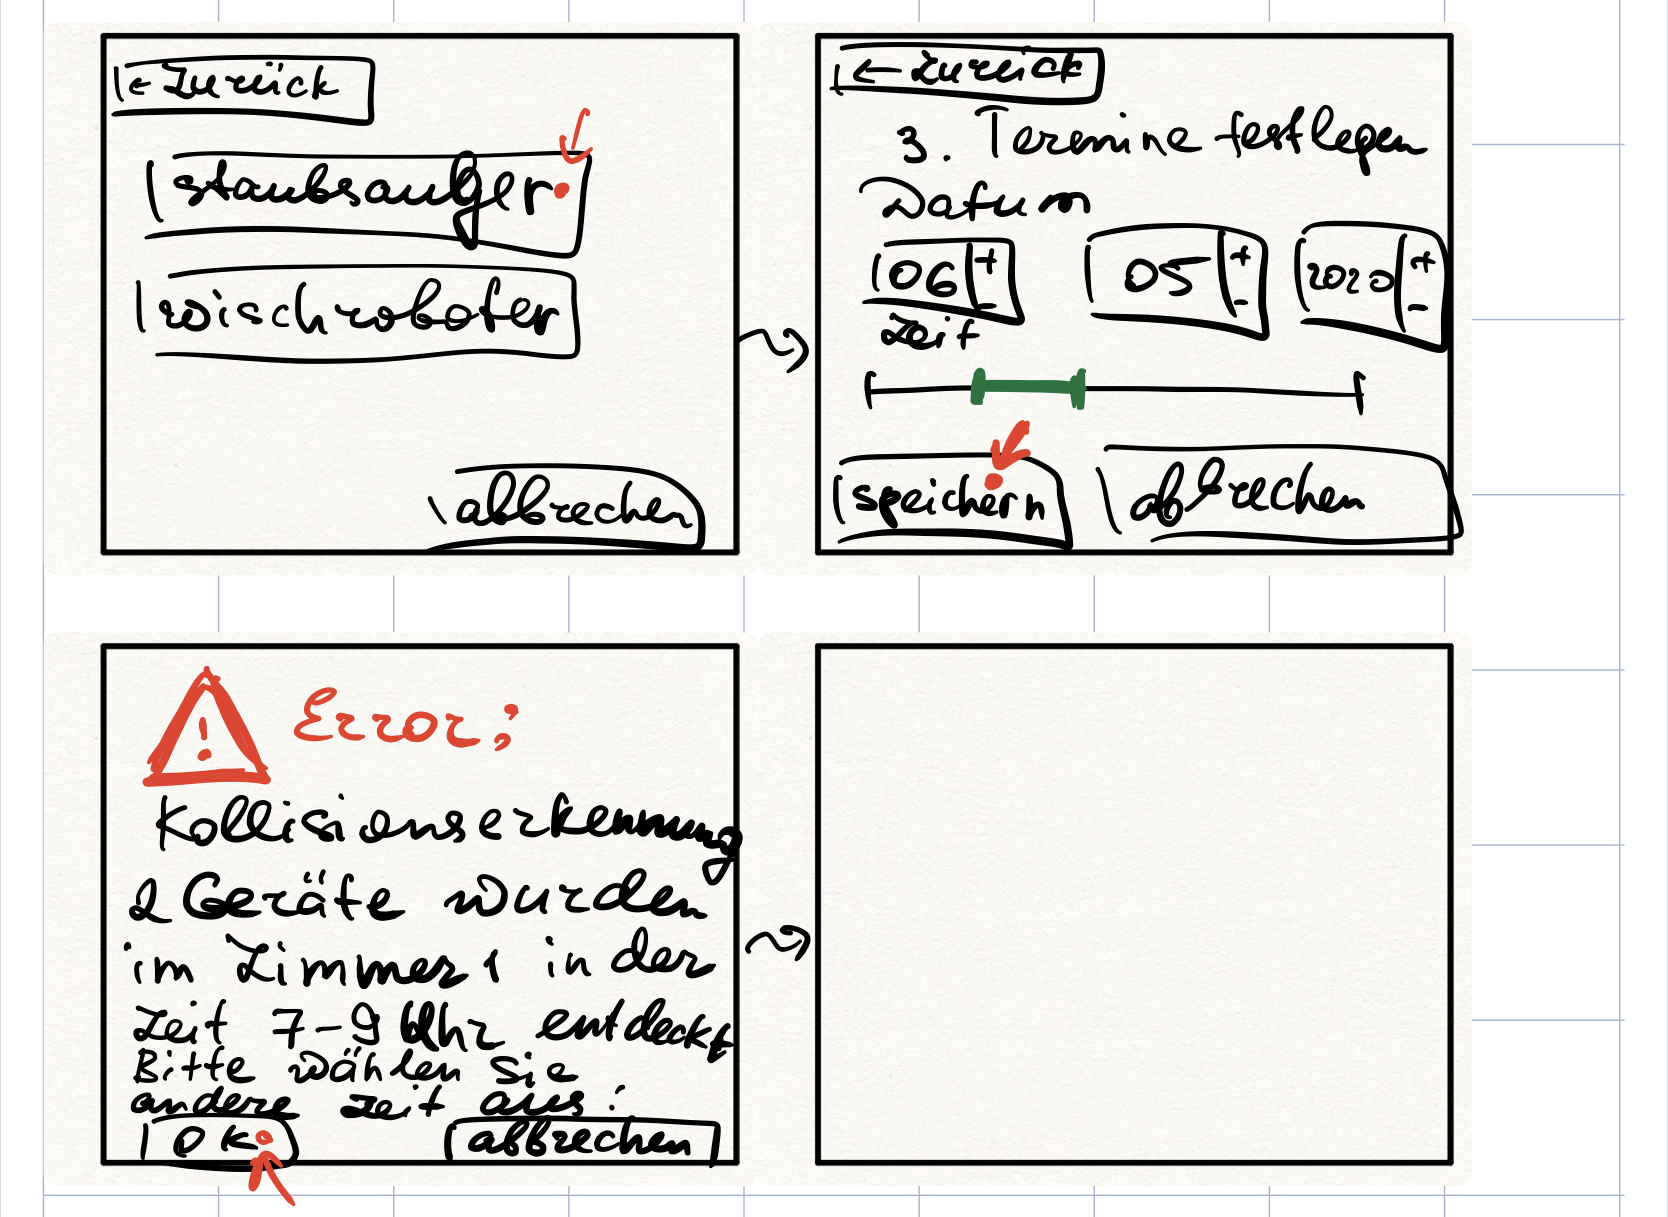 ← Zurück
Staubsauger
Wischroboter
abbrechen
← Zurück
3. Termine festlegen
Datum
06 + - 05 + - 2020 + -
Zeit
speichern abbrechen
! Error:
Kollisionserkennung
2 Geräte wurden
im Zimmer 1 in der
Zeit 7-9 Uhr entdeckt
Bitte wählen Sie
andere Zeit aus!
OK abbrechen